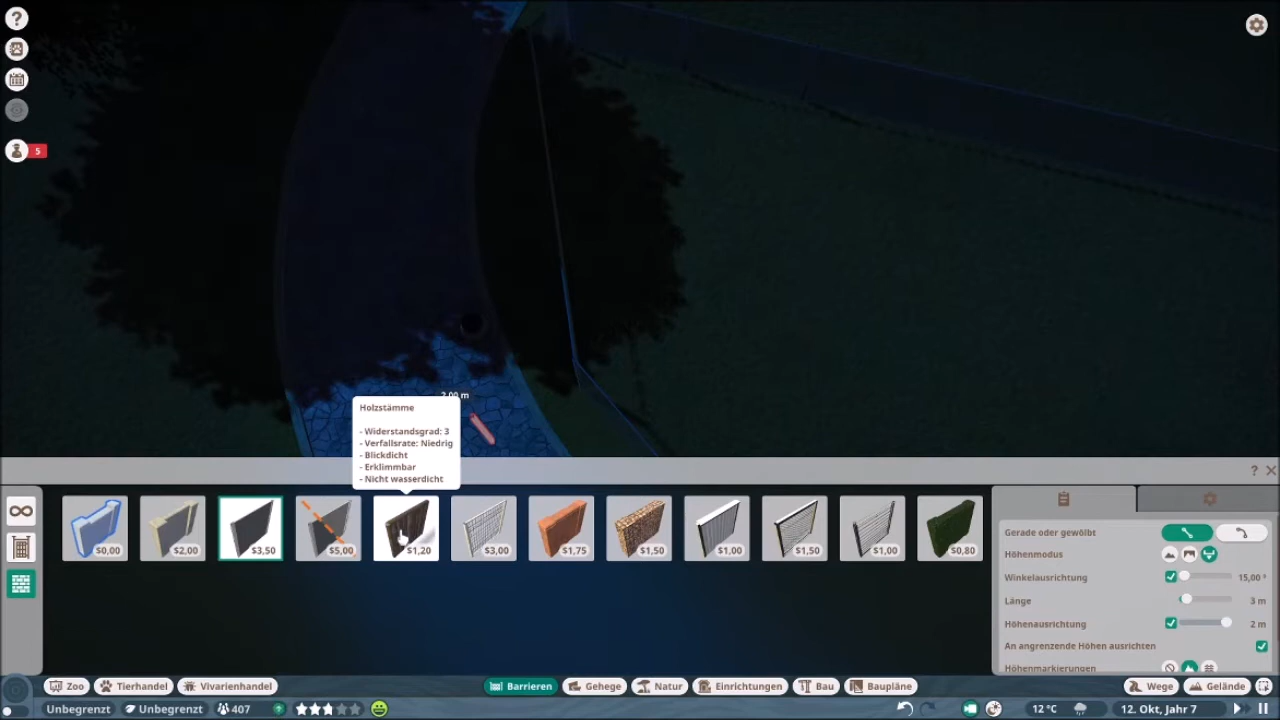 ?
5
2,00 m
Holzstämme
- Widerstandsgrad: 3
- Verfallsrate: Niedrig
- Blickdicht
- Erklimmbar
- Nicht wasserdicht
?
$0,00
$2,00
$3,50
$5,00
$1,20
$3,00
$1,75
$1,50
$1,00
$1,50
$1,00
$0,80
Gerade oder gewölbt
Höhenmodus
Winkelausrichtung 15,00 °
Länge 3 m
Höhenausrichtung 2 m
An angrenzende Höhen ausrichten
Höhenmarkierungen
Zoo
Tierhandel
Vivarienhandel
Barrieren
Gehege
Natur
Einrichtungen
Bau
Baupläne
Wege
Gelände
Unbegrenzt
Unbegrenzt
407
12 °C
12. Okt, Jahr 7